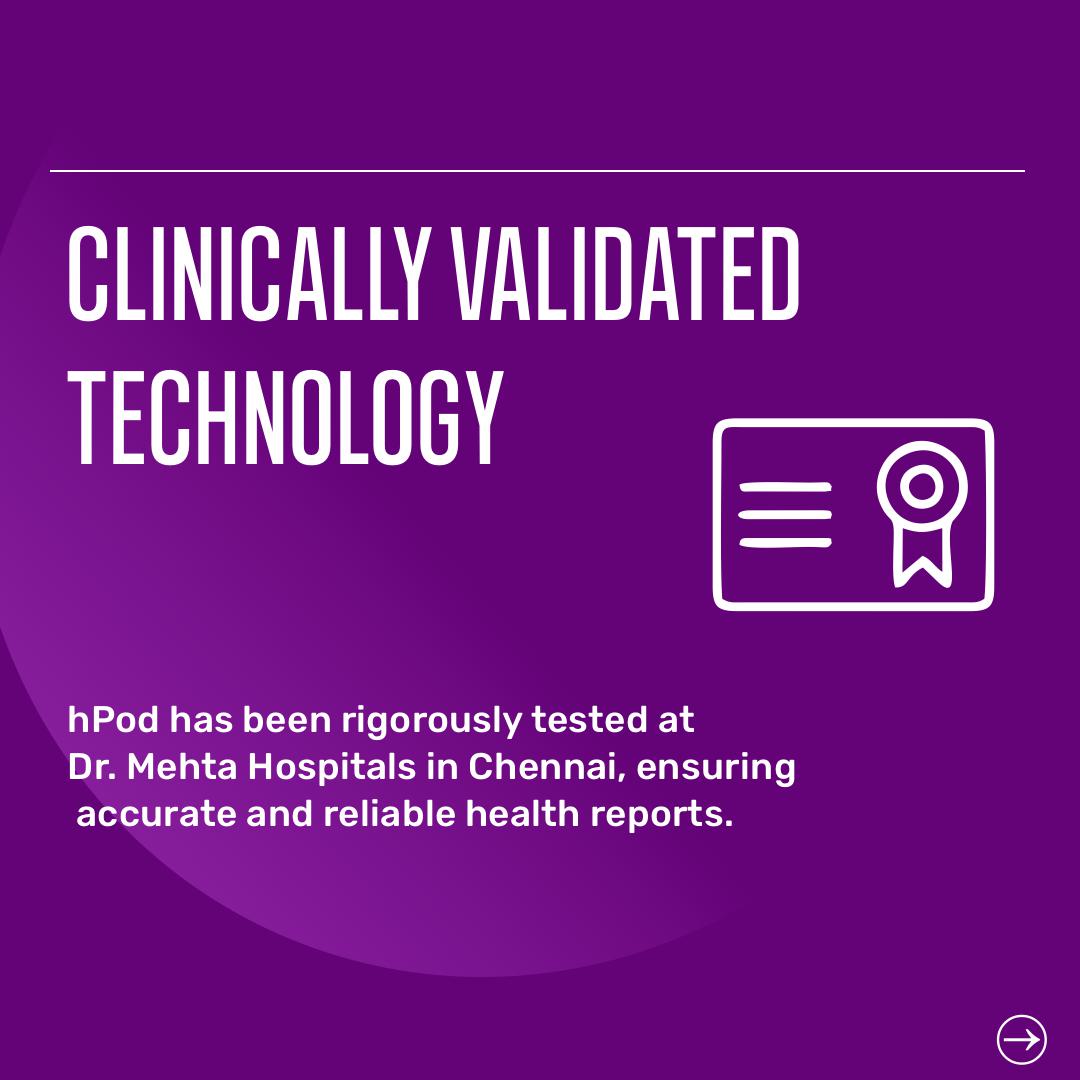 CLINICALLY VALIDATED
TECHNOLOGY
hPod has been rigorously tested at
Dr. Mehta Hospitals in Chennai, ensuring
accurate and reliable health reports.